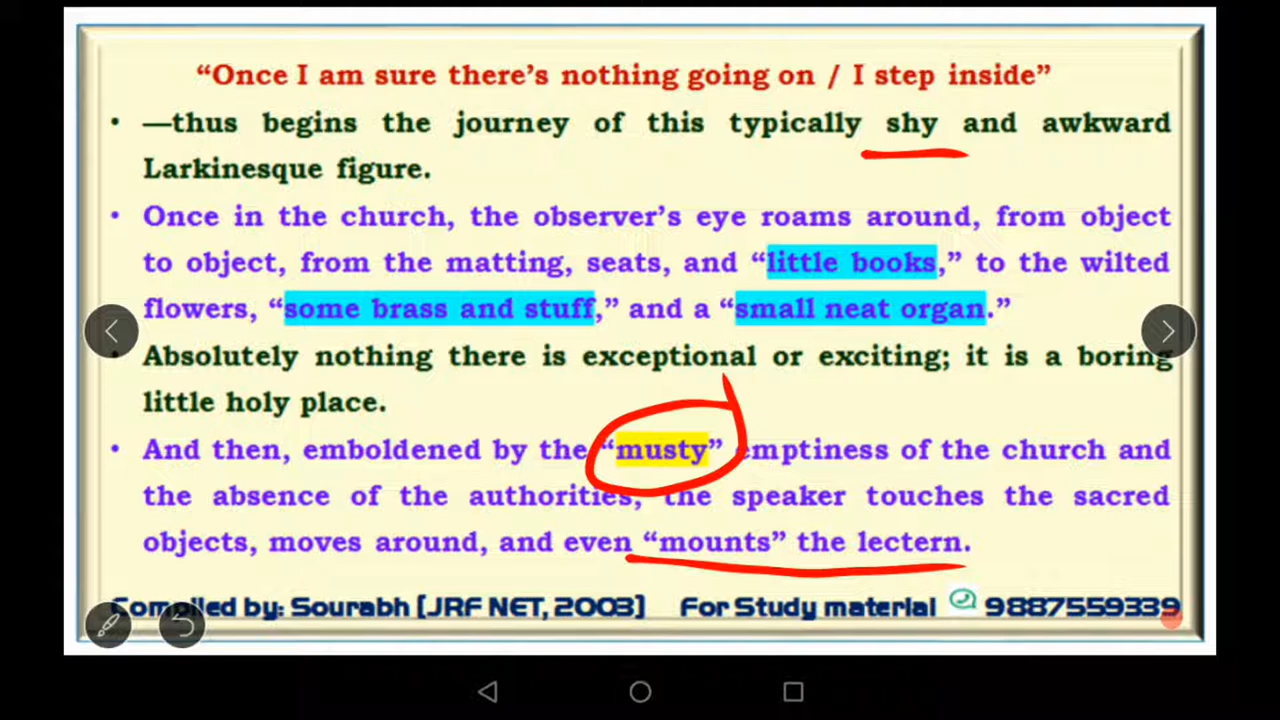 “Once I am sure there’s nothing going on / I step inside”
• —thus begins the journey of this typically shy and awkward
Larkinesque figure.
• Once in the church, the observer’s eye roams around, from object
to object, from the matting, seats, and “little books,” to the wilted
flowers, “some brass and stuff,” and a “small neat organ.”
• Absolutely nothing there is exceptional or exciting; it is a boring
little holy place.
• And then, emboldened by the “musty” emptiness of the church and
the absence of the authorities, the speaker touches the sacred
objects, moves around, and even “mounts” the lectern.
Compiled by: Sourabh [JRF NET, 2003] For Study material 9887559339